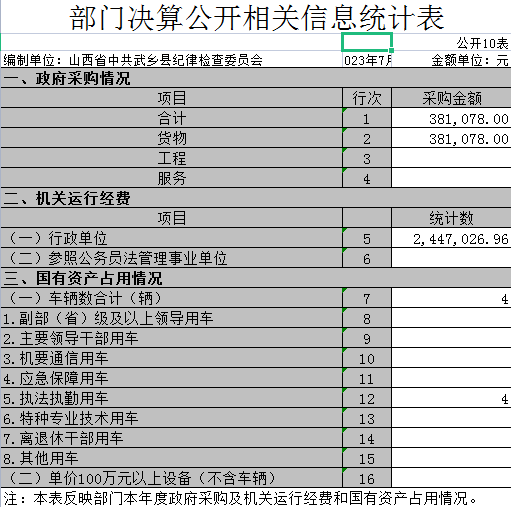 部门决算公开相关信息统计表
公开10表
编制单位：山西省中共武乡县纪律检查委员会 023年7月 金额单位：元
一、政府采购情况
项目 行次 采购金额
合计 1 381,078.00
货物 2 381,078.00
工程 3
服务 4
二、机关运行经费
项目 统计数
（一）行政单位 5 2,447,026.96
（二）参照公务员法管理事业单位 6
三、国有资产占用情况
（一）车辆数合计（辆） 7 4
1.副部（省）级及以上领导用车 8
2.主要领导干部用车 9
3.机要通信用车 10
4.应急保障用车 11
5.执法执勤用车 12 4
6.特种专业技术用车 13
7.离退休干部用车 14
8.其他用车 15
（二）单价100万元以上设备（不含车辆） 16
注：本表反映部门本年度政府采购及机关运行经费和国有资产占用情况。